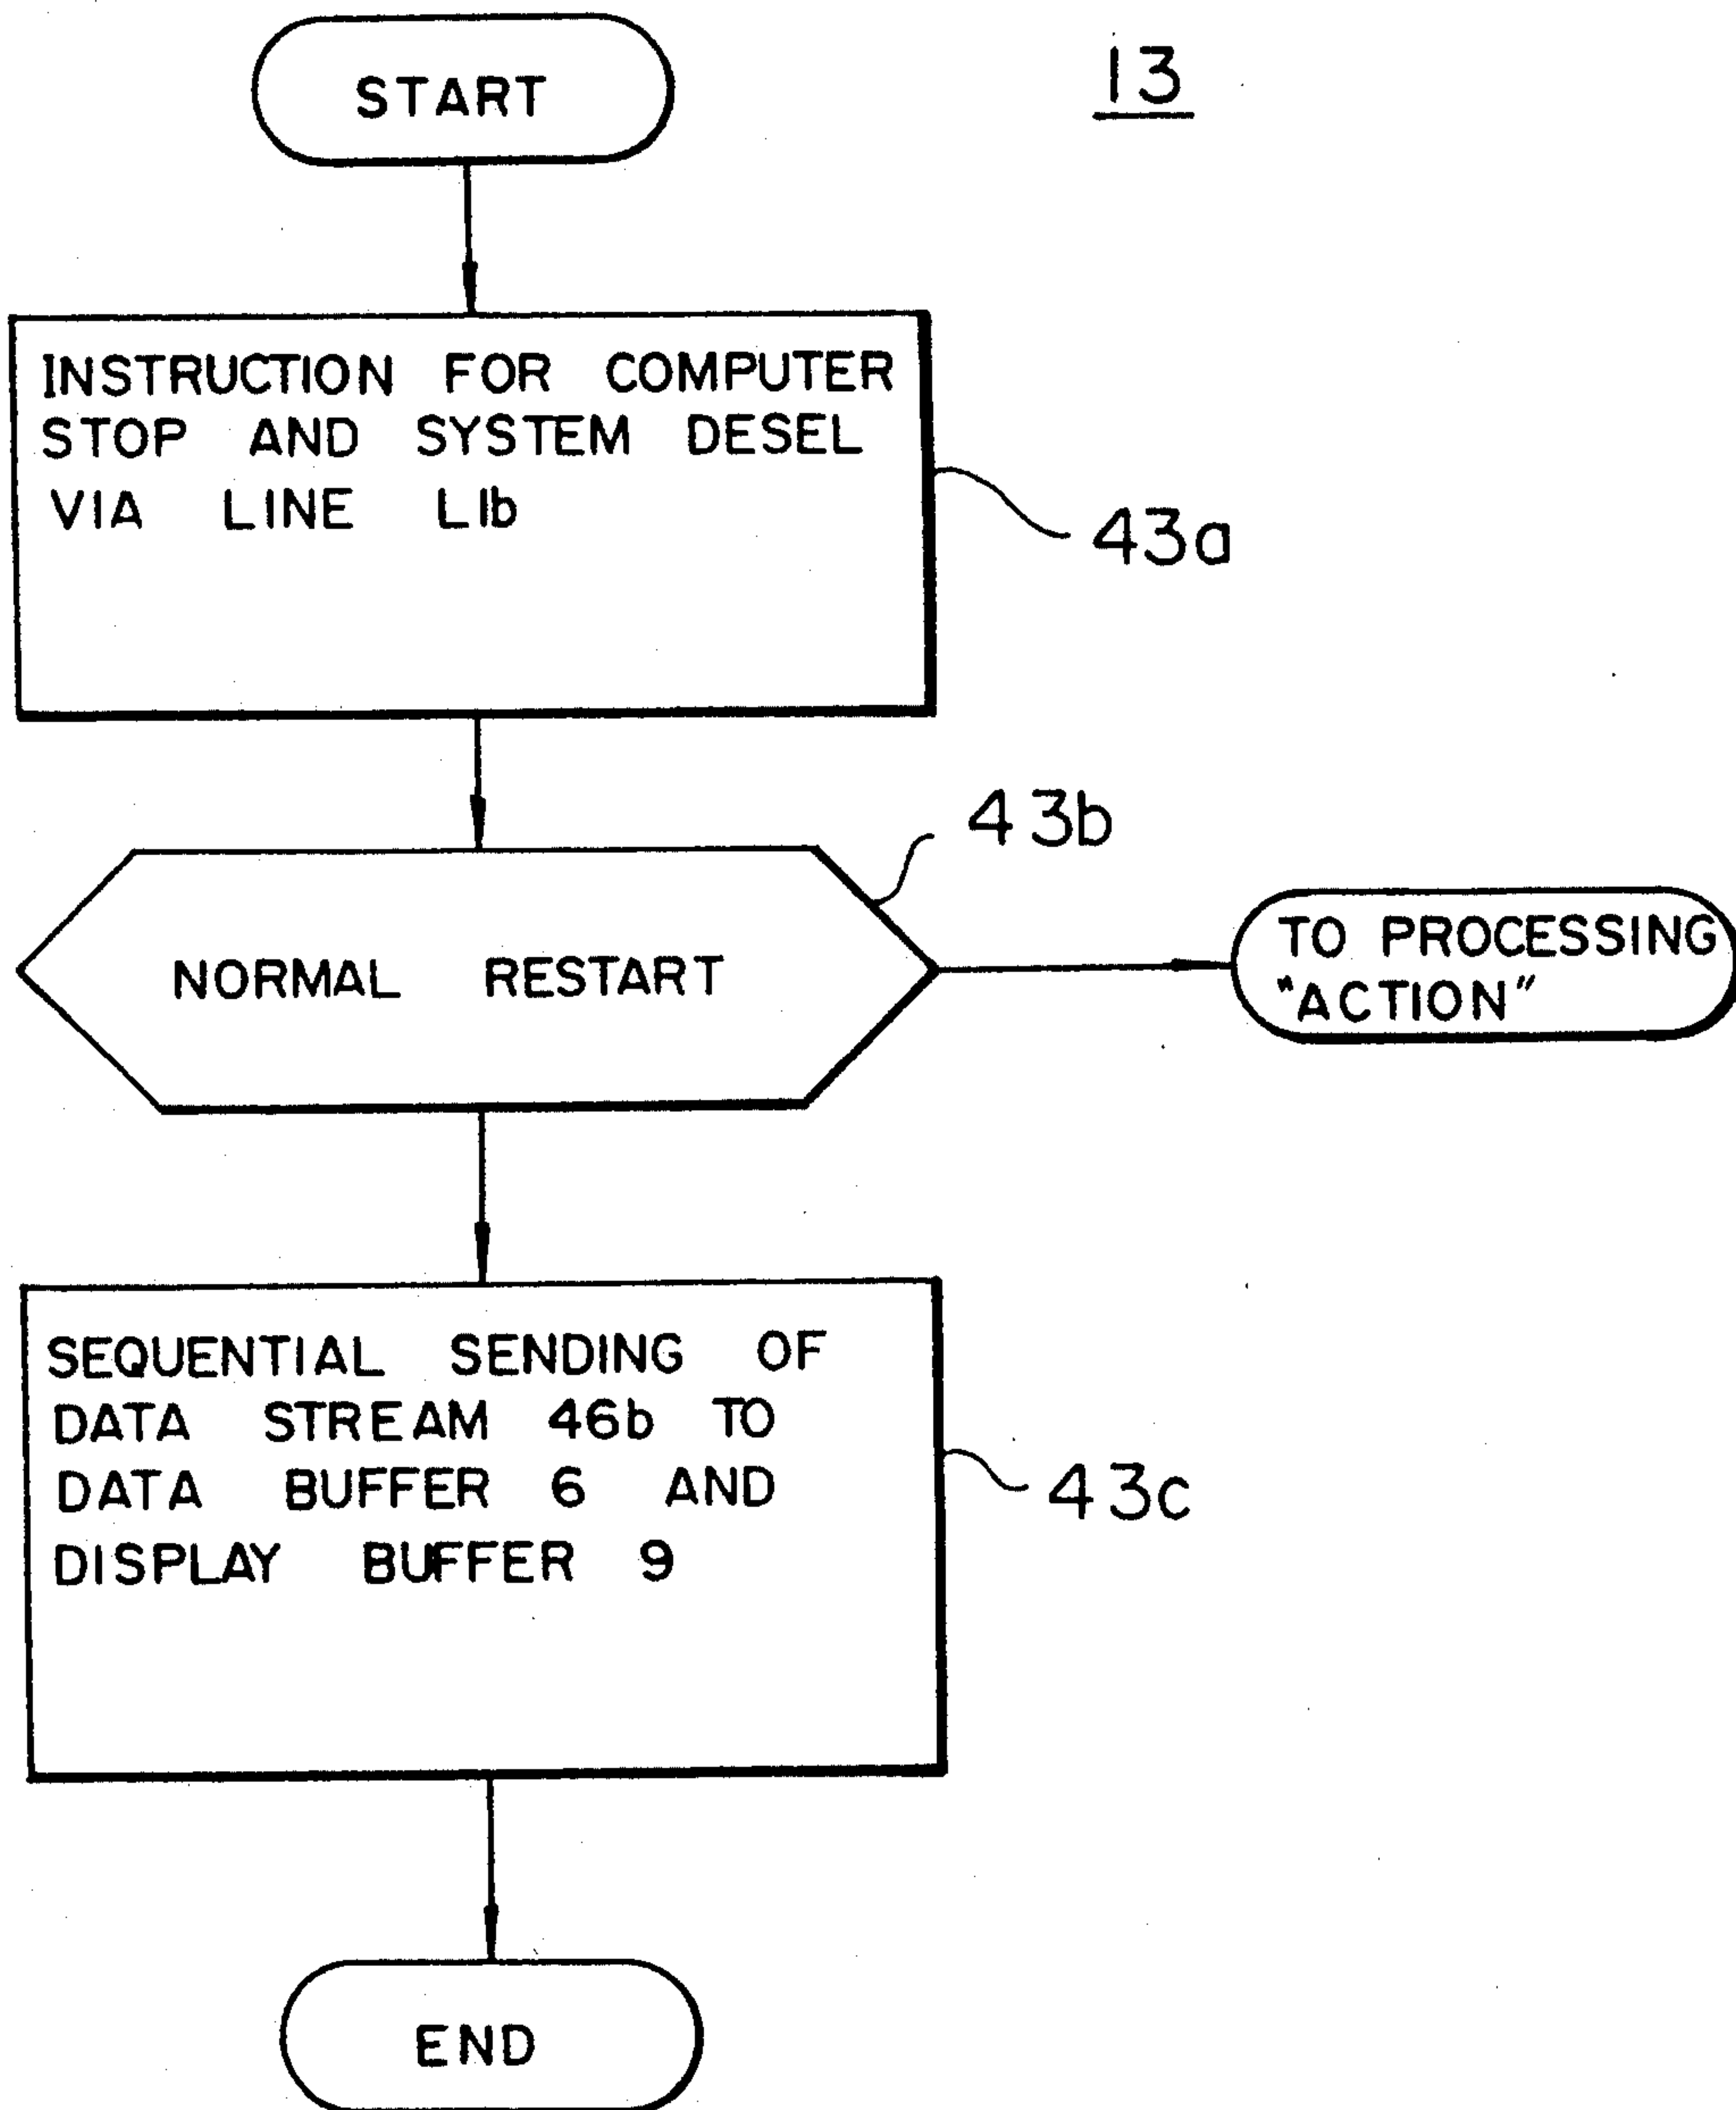 START
13
INSTRUCTION FOR COMPUTER
STOP AND SYSTEM DESEL
VIA LINE L1b
43a
43b
NORMAL RESTART
TO PROCESSING
"ACTION"
SEQUENTIAL SENDING OF
DATA STREAM 46b TO
DATA BUFFER 6 AND
DISPLAY BUFFER 9
43c
END